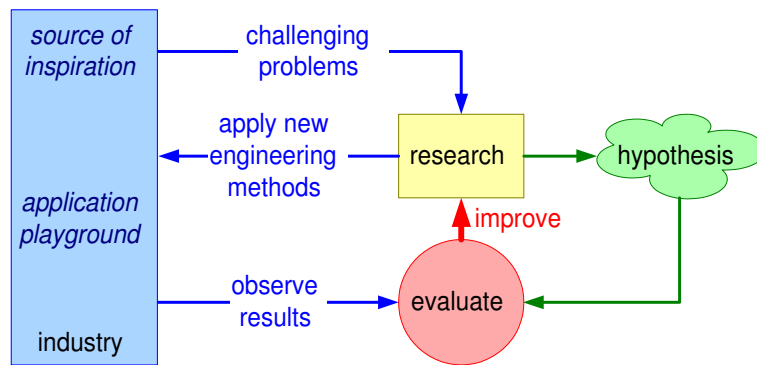 source of
inspiration
challenging
problems
apply new
engineering
methods
research
hypothesis
application
playground
improve
observe
results
evaluate
industry